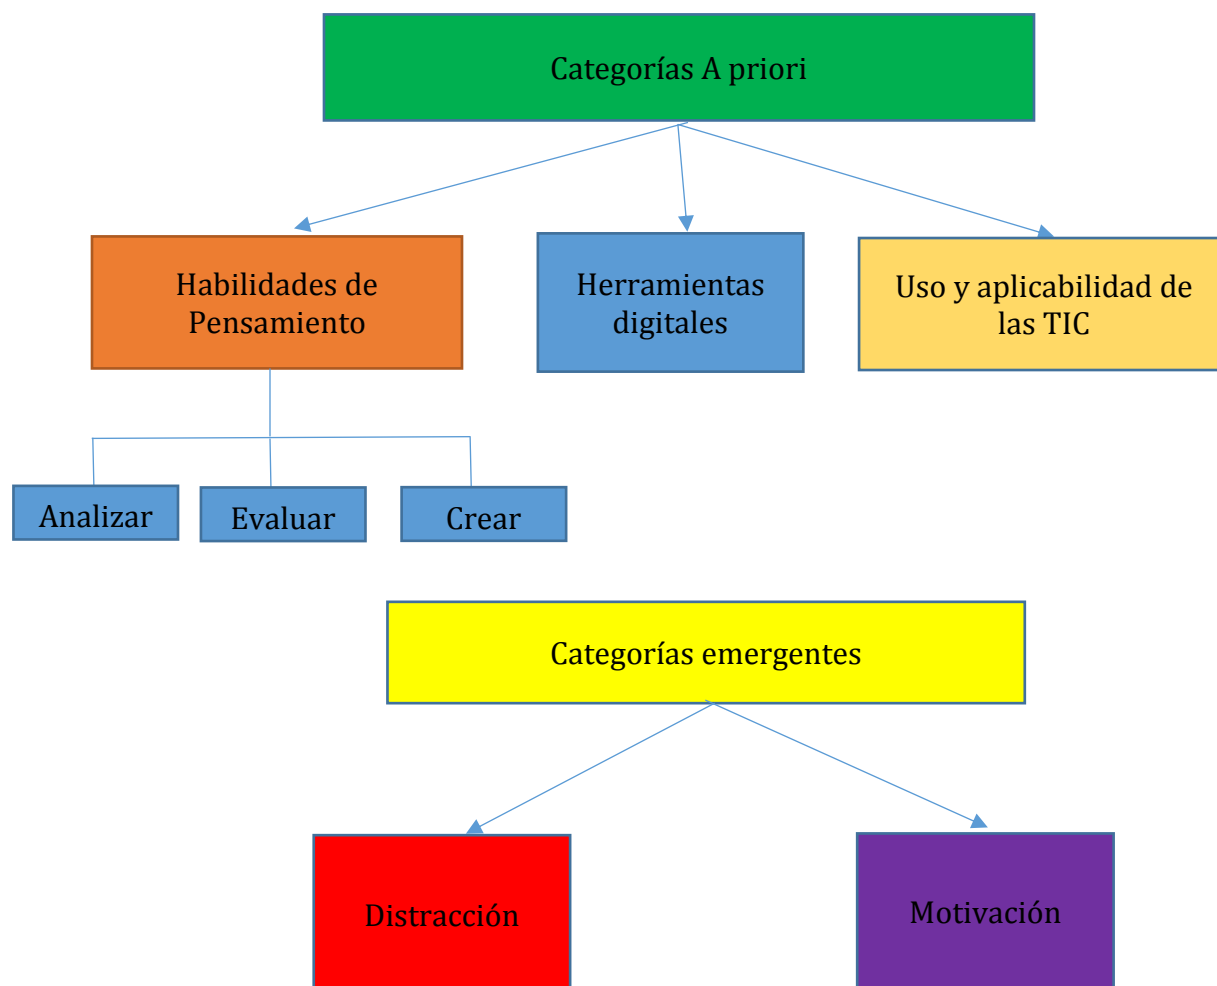 Categorías A priori
Habilidades de
Pensamiento
Herramientas
digitales
Uso y aplicabilidad de
las TIC
Analizar
Evaluar
Crear
Categorías emergentes
Distracción
Motivación